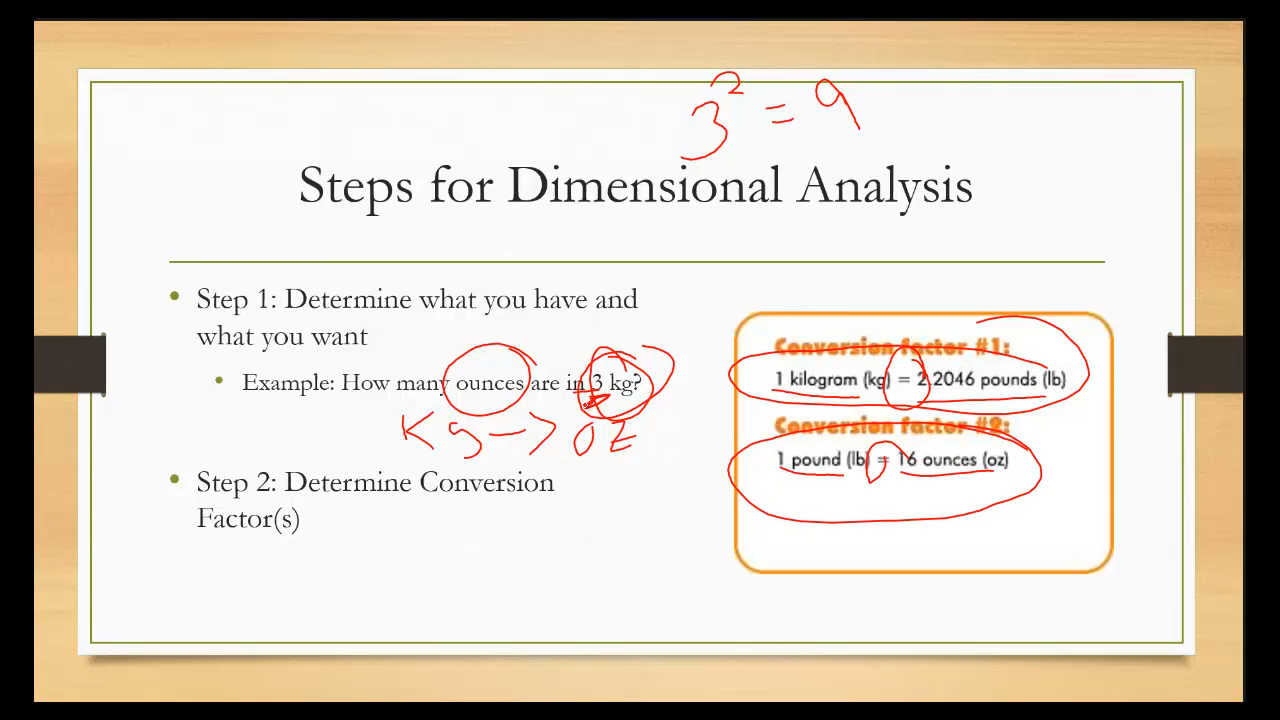 3² = 9
Steps for Dimensional Analysis
• Step 1: Determine what you have and
what you want
• Example: How many ounces are in 3 kg?
Kg -> oz
• Step 2: Determine Conversion
Factor(s)
Conversion factor #1:
1 kilogram (kg) = 2.2046 pounds (lb)
Conversion factor #2:
1 pound (lb) = 16 ounces (oz)